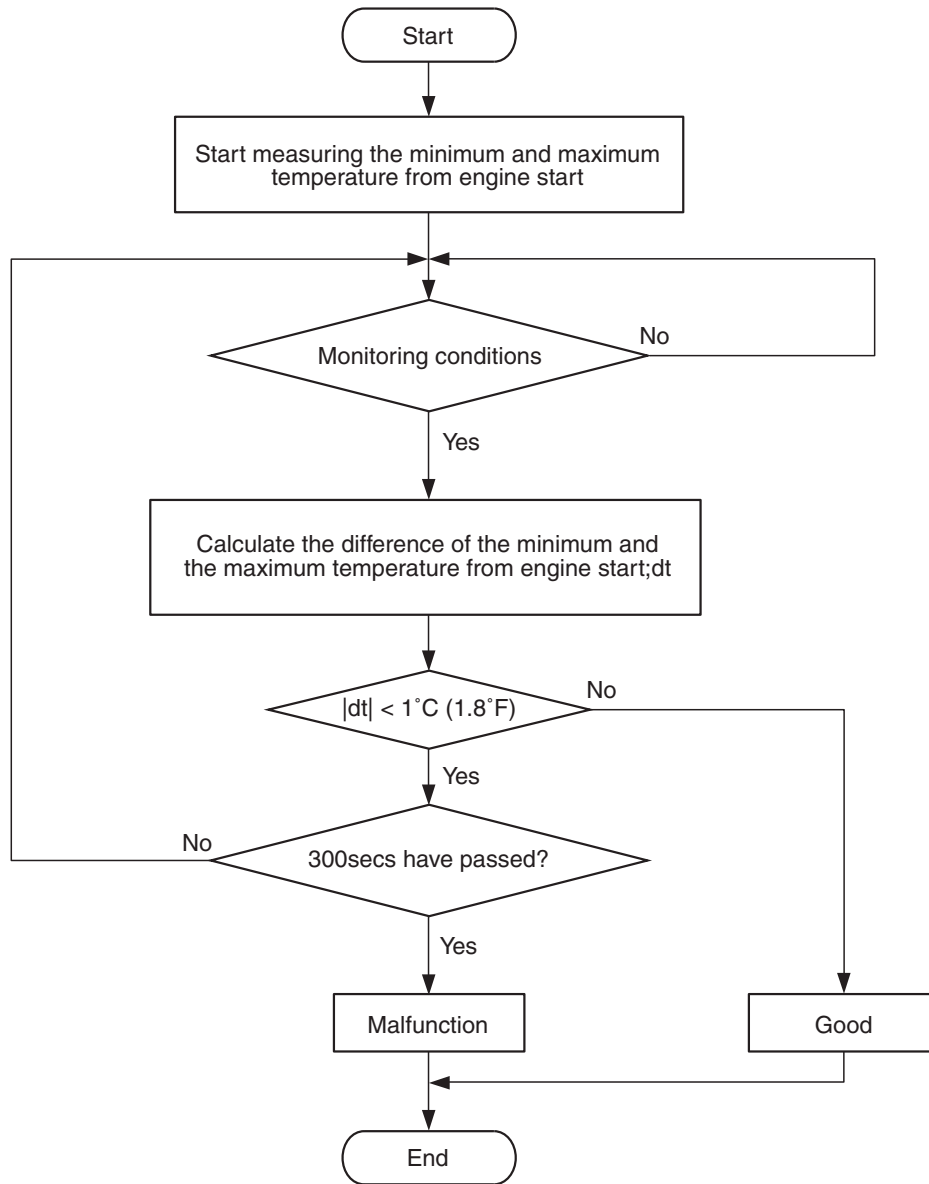 Start
Start measuring the minimum and maximum
temperature from engine start
Monitoring conditions
No
Yes
Calculate the difference of the minimum and
the maximum temperature from engine start;dt
|dt| < 1˚C (1.8˚F)
No
Yes
No
300secs have passed?
Yes
Malfunction
Good
End